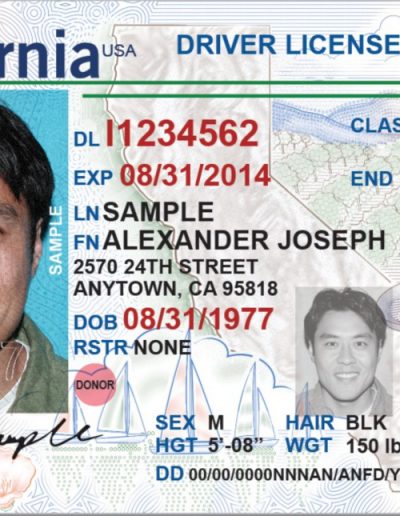 rnia USA DRIVER LICENSE
DL I1234562 CLAS
EXP 08/31/2014 END
LN SAMPLE
FN ALEXANDER JOSEPH
2570 24TH STREET
ANYTOWN, CA 95818
DOB 08/31/1977
RSTR NONE
SAMPLE
DONOR
SEX M HAIR BLK
HGT 5'-08" WGT 150 lb
DD 00/00/0000NNNAN/ANFD/Y